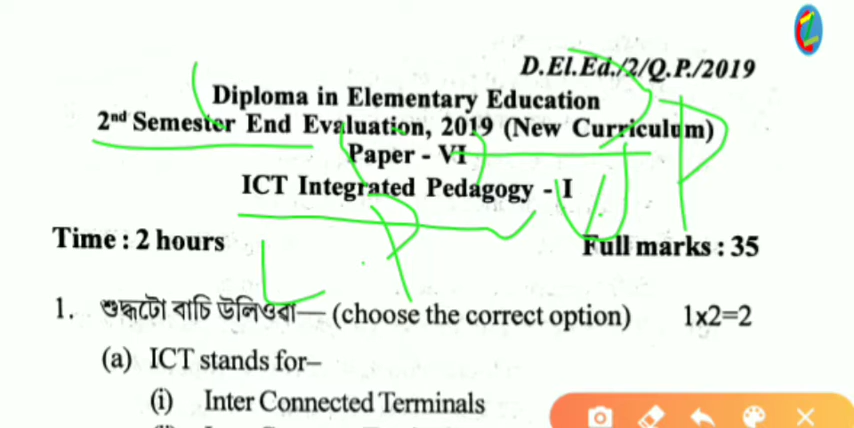 D.El.Ed./2/Q.P./2019
Diploma in Elementary Education
2nd Semester End Evaluation, 2019 (New Curriculum)
Paper - VI
ICT Integrated Pedagogy - I
Time : 2 hours Full marks : 35
1. শুদ্ধটো বাচি উলিওৱা— (choose the correct option) 1x2=2
(a) ICT stands for–
(i) Inter Connected Terminals
LP UP